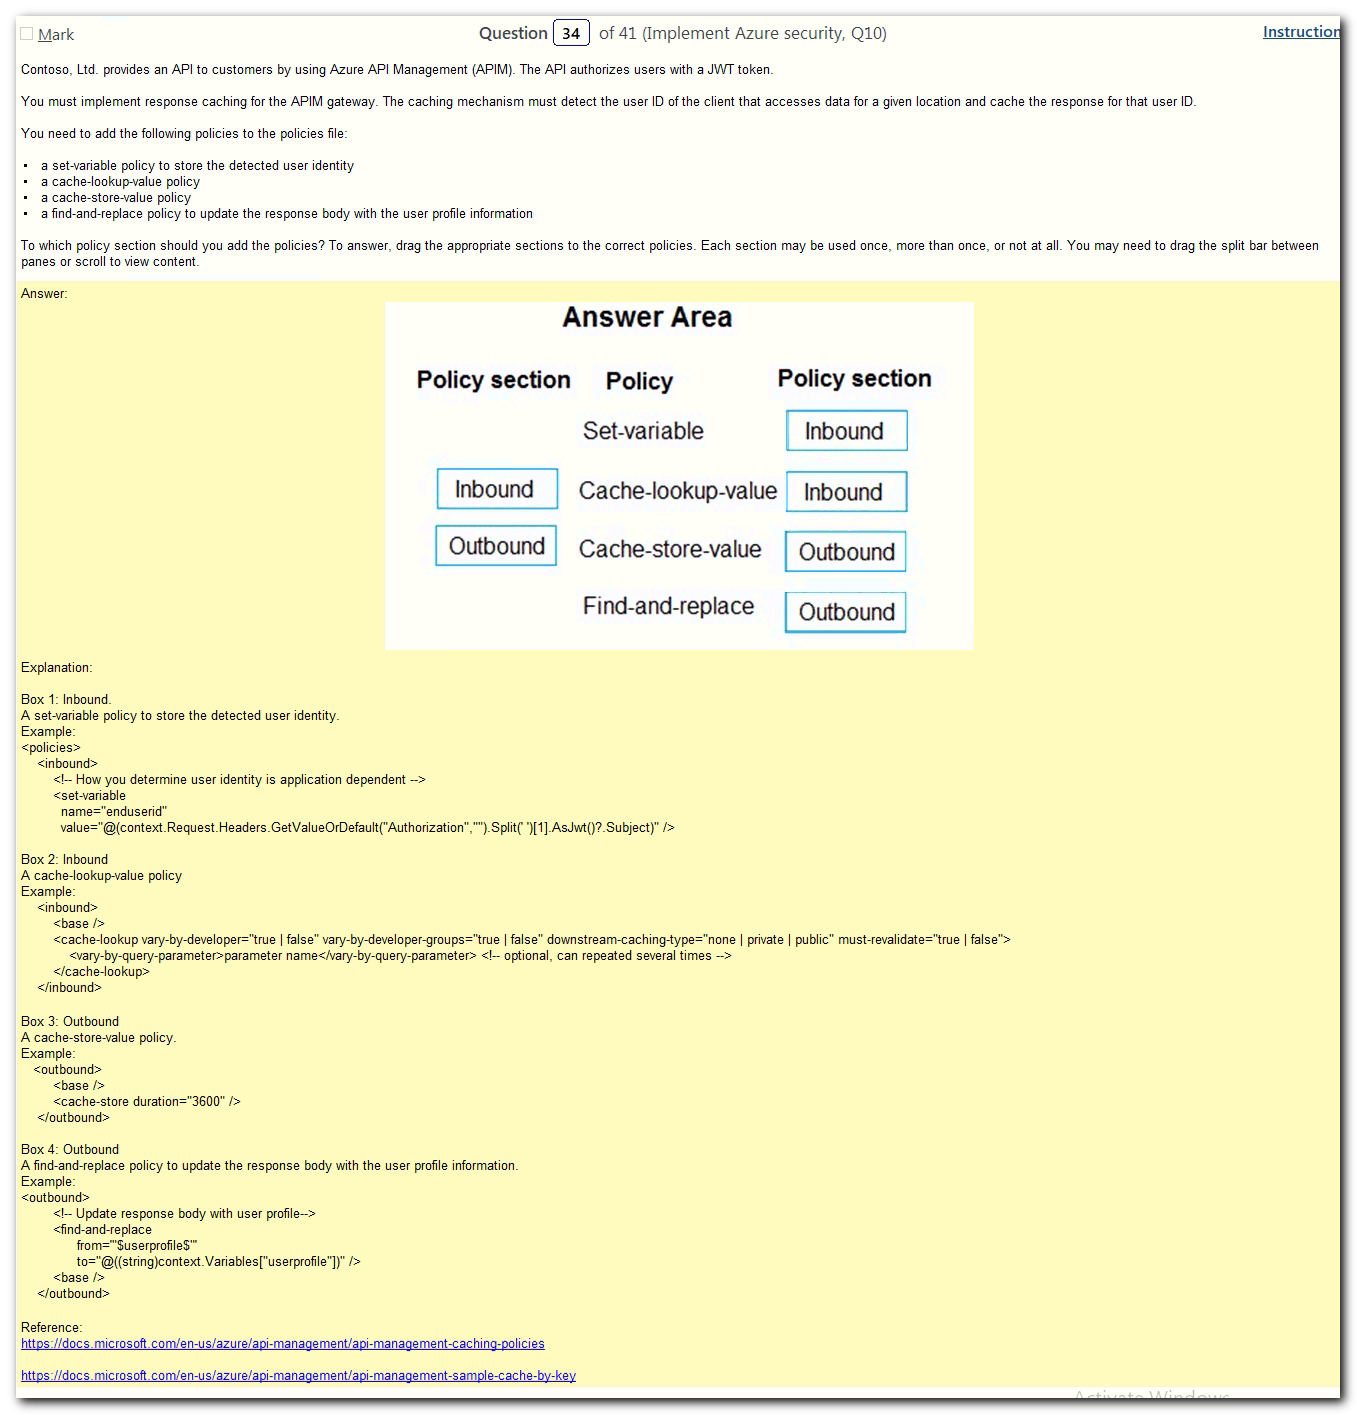 Mark
Question 34 of 41 (Implement Azure security, Q10)
Instruction
Contoso, Ltd. provides an API to customers by using Azure API Management (APIM). The API authorizes users with a JWT token.
You must implement response caching for the APIM gateway. The caching mechanism must detect the user ID of the client that accesses data for a given location and cache the response for that user ID.
You need to add the following policies to the policies file:
▪ a set-variable policy to store the detected user identity
▪ a cache-lookup-value policy
▪ a cache-store-value policy
▪ a find-and-replace policy to update the response body with the user profile information
To which policy section should you add the policies? To answer, drag the appropriate sections to the correct policies. Each section may be used once, more than once, or not at all. You may need to drag the split bar between
panes or scroll to view content.
Answer:
Answer Area
Policy section Policy Policy section
Set-variable Inbound
Inbound Cache-lookup-value Inbound
Outbound Cache-store-value Outbound
Find-and-replace Outbound
Explanation:
Box 1: Inbound.
A set-variable policy to store the detected user identity.
Example:
<policies>
<inbound>
<!-- How you determine user identity is application dependent -->
<set-variable
name="enduserid"
value="@(context.Request.Headers.GetValueOrDefault("Authorization","").Split(' ')[1].AsJwt()?.Subject)" />
Box 2: Inbound
A cache-lookup-value policy
Example:
<inbound>
<base />
<cache-lookup vary-by-developer="true | false" vary-by-developer-groups="true | false" downstream-caching-type="none | private | public" must-revalidate="true | false">
<vary-by-query-parameter>parameter name</vary-by-query-parameter> <!-- optional, can repeated several times -->
</cache-lookup>
</inbound>
Box 3: Outbound
A cache-store-value policy.
Example:
<outbound>
<base />
<cache-store duration="3600" />
</outbound>
Box 4: Outbound
A find-and-replace policy to update the response body with the user profile information.
Example:
<outbound>
<!-- Update response body with user profile-->
<find-and-replace
from='"$userprofile$"'
to="@((string)context.Variables["userprofile"])" />
<base />
</outbound>
Reference:
https://docs.microsoft.com/en-us/azure/api-management/api-management-caching-policies
https://docs.microsoft.com/en-us/azure/api-management/api-management-sample-cache-by-key
Activate Windows